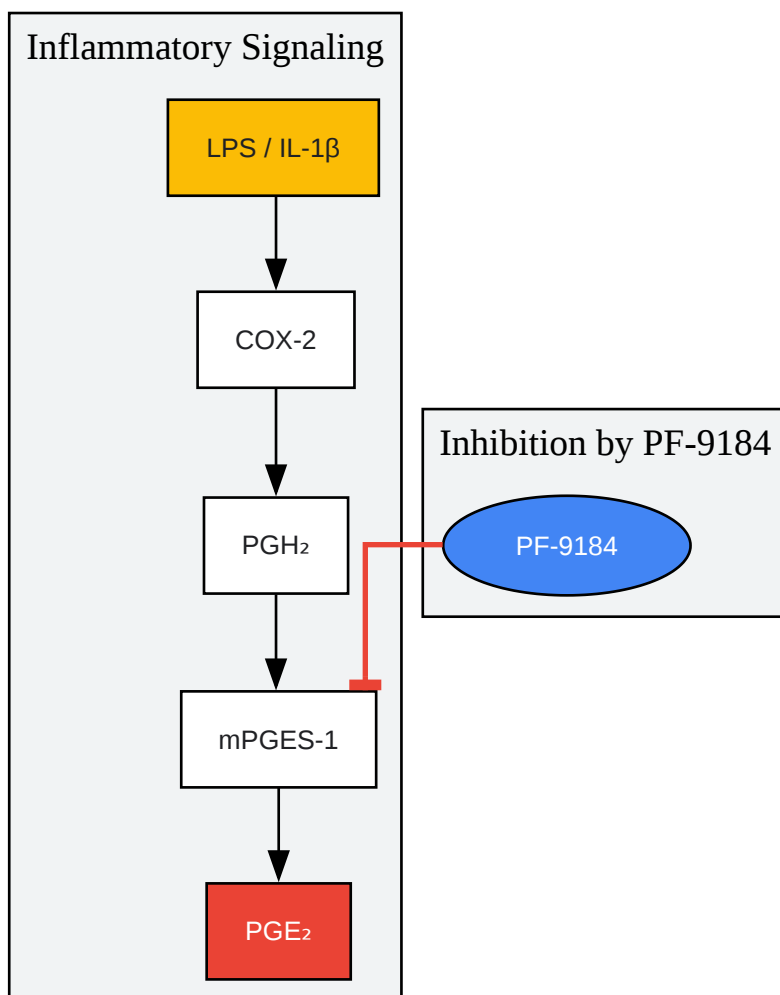 Inflammatory Signaling
LPS / IL-1β
COX-2
PGH₂
mPGES-1
PGE₂
Inhibition by PF-9184
PF-9184